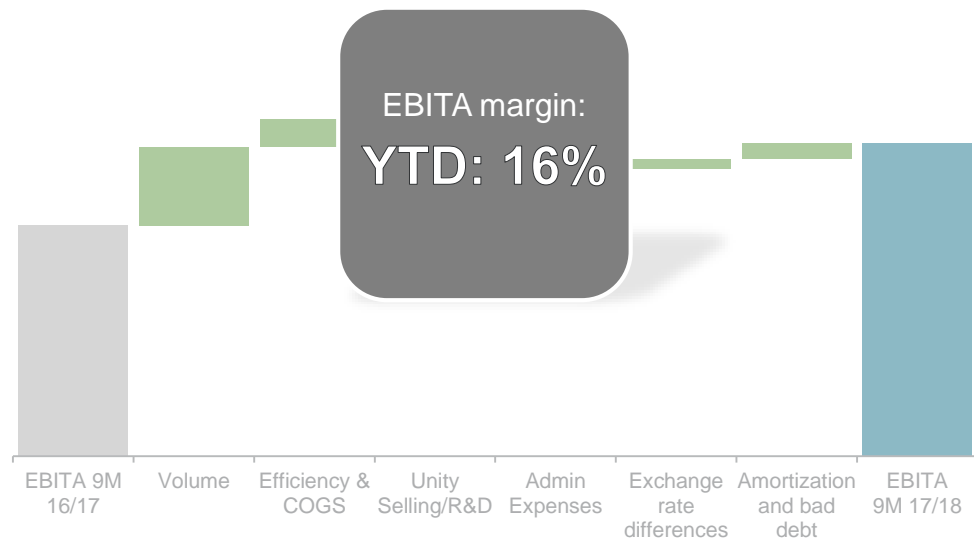 EBITA margin:
YTD: 16%
EBITA 9M
16/17
Volume
Efficiency &
COGS
Unity
Selling/R&D
Admin
Expenses
Exchange
rate
differences
Amortization
and bad
debt
EBITA
9M 17/18